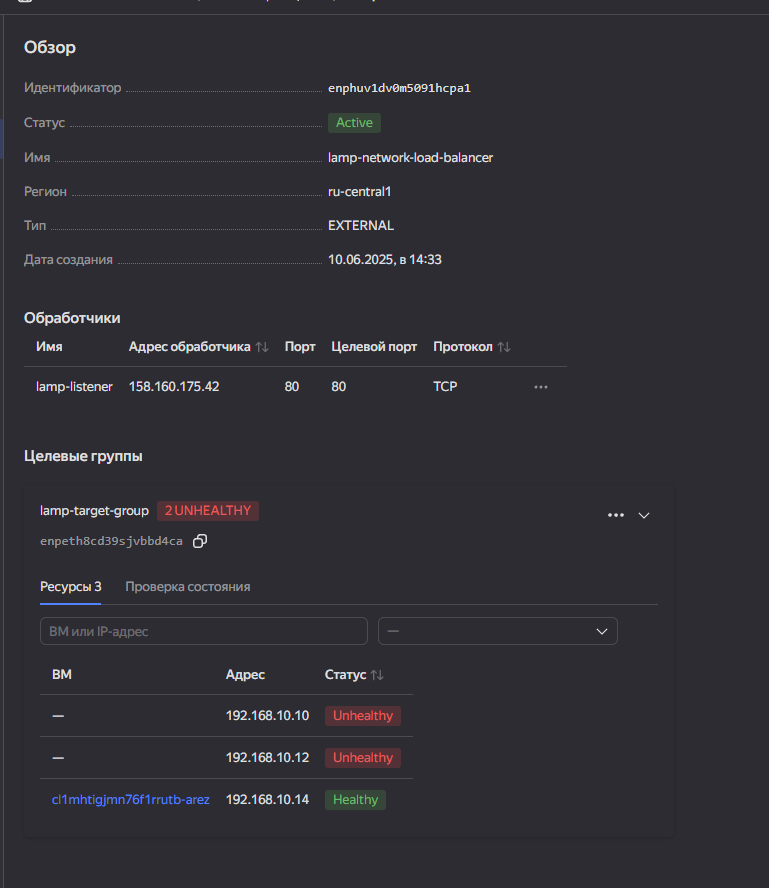 Обзор
Идентификатор enphuv1dv0m5091hcpa1
Статус Active
Имя lamp-network-load-balancer
Регион ru-central1
Тип EXTERNAL
Дата создания 10.06.2025, в 14:33
Обработчики
Имя Адрес обработчика Порт Целевой порт Протокол
lamp-listener 158.160.175.42 80 80 TCP
Целевые группы
lamp-target-group 2 UNHEALTHY
enpeth8cd39sjvbbd4ca
Ресурсы 3 Проверка состояния
ВМ или IP-адрес —
ВМ Адрес Статус
— 192.168.10.10 Unhealthy
— 192.168.10.12 Unhealthy
cl1mhtigjmn76f1rrutb-arez 192.168.10.14 Healthy